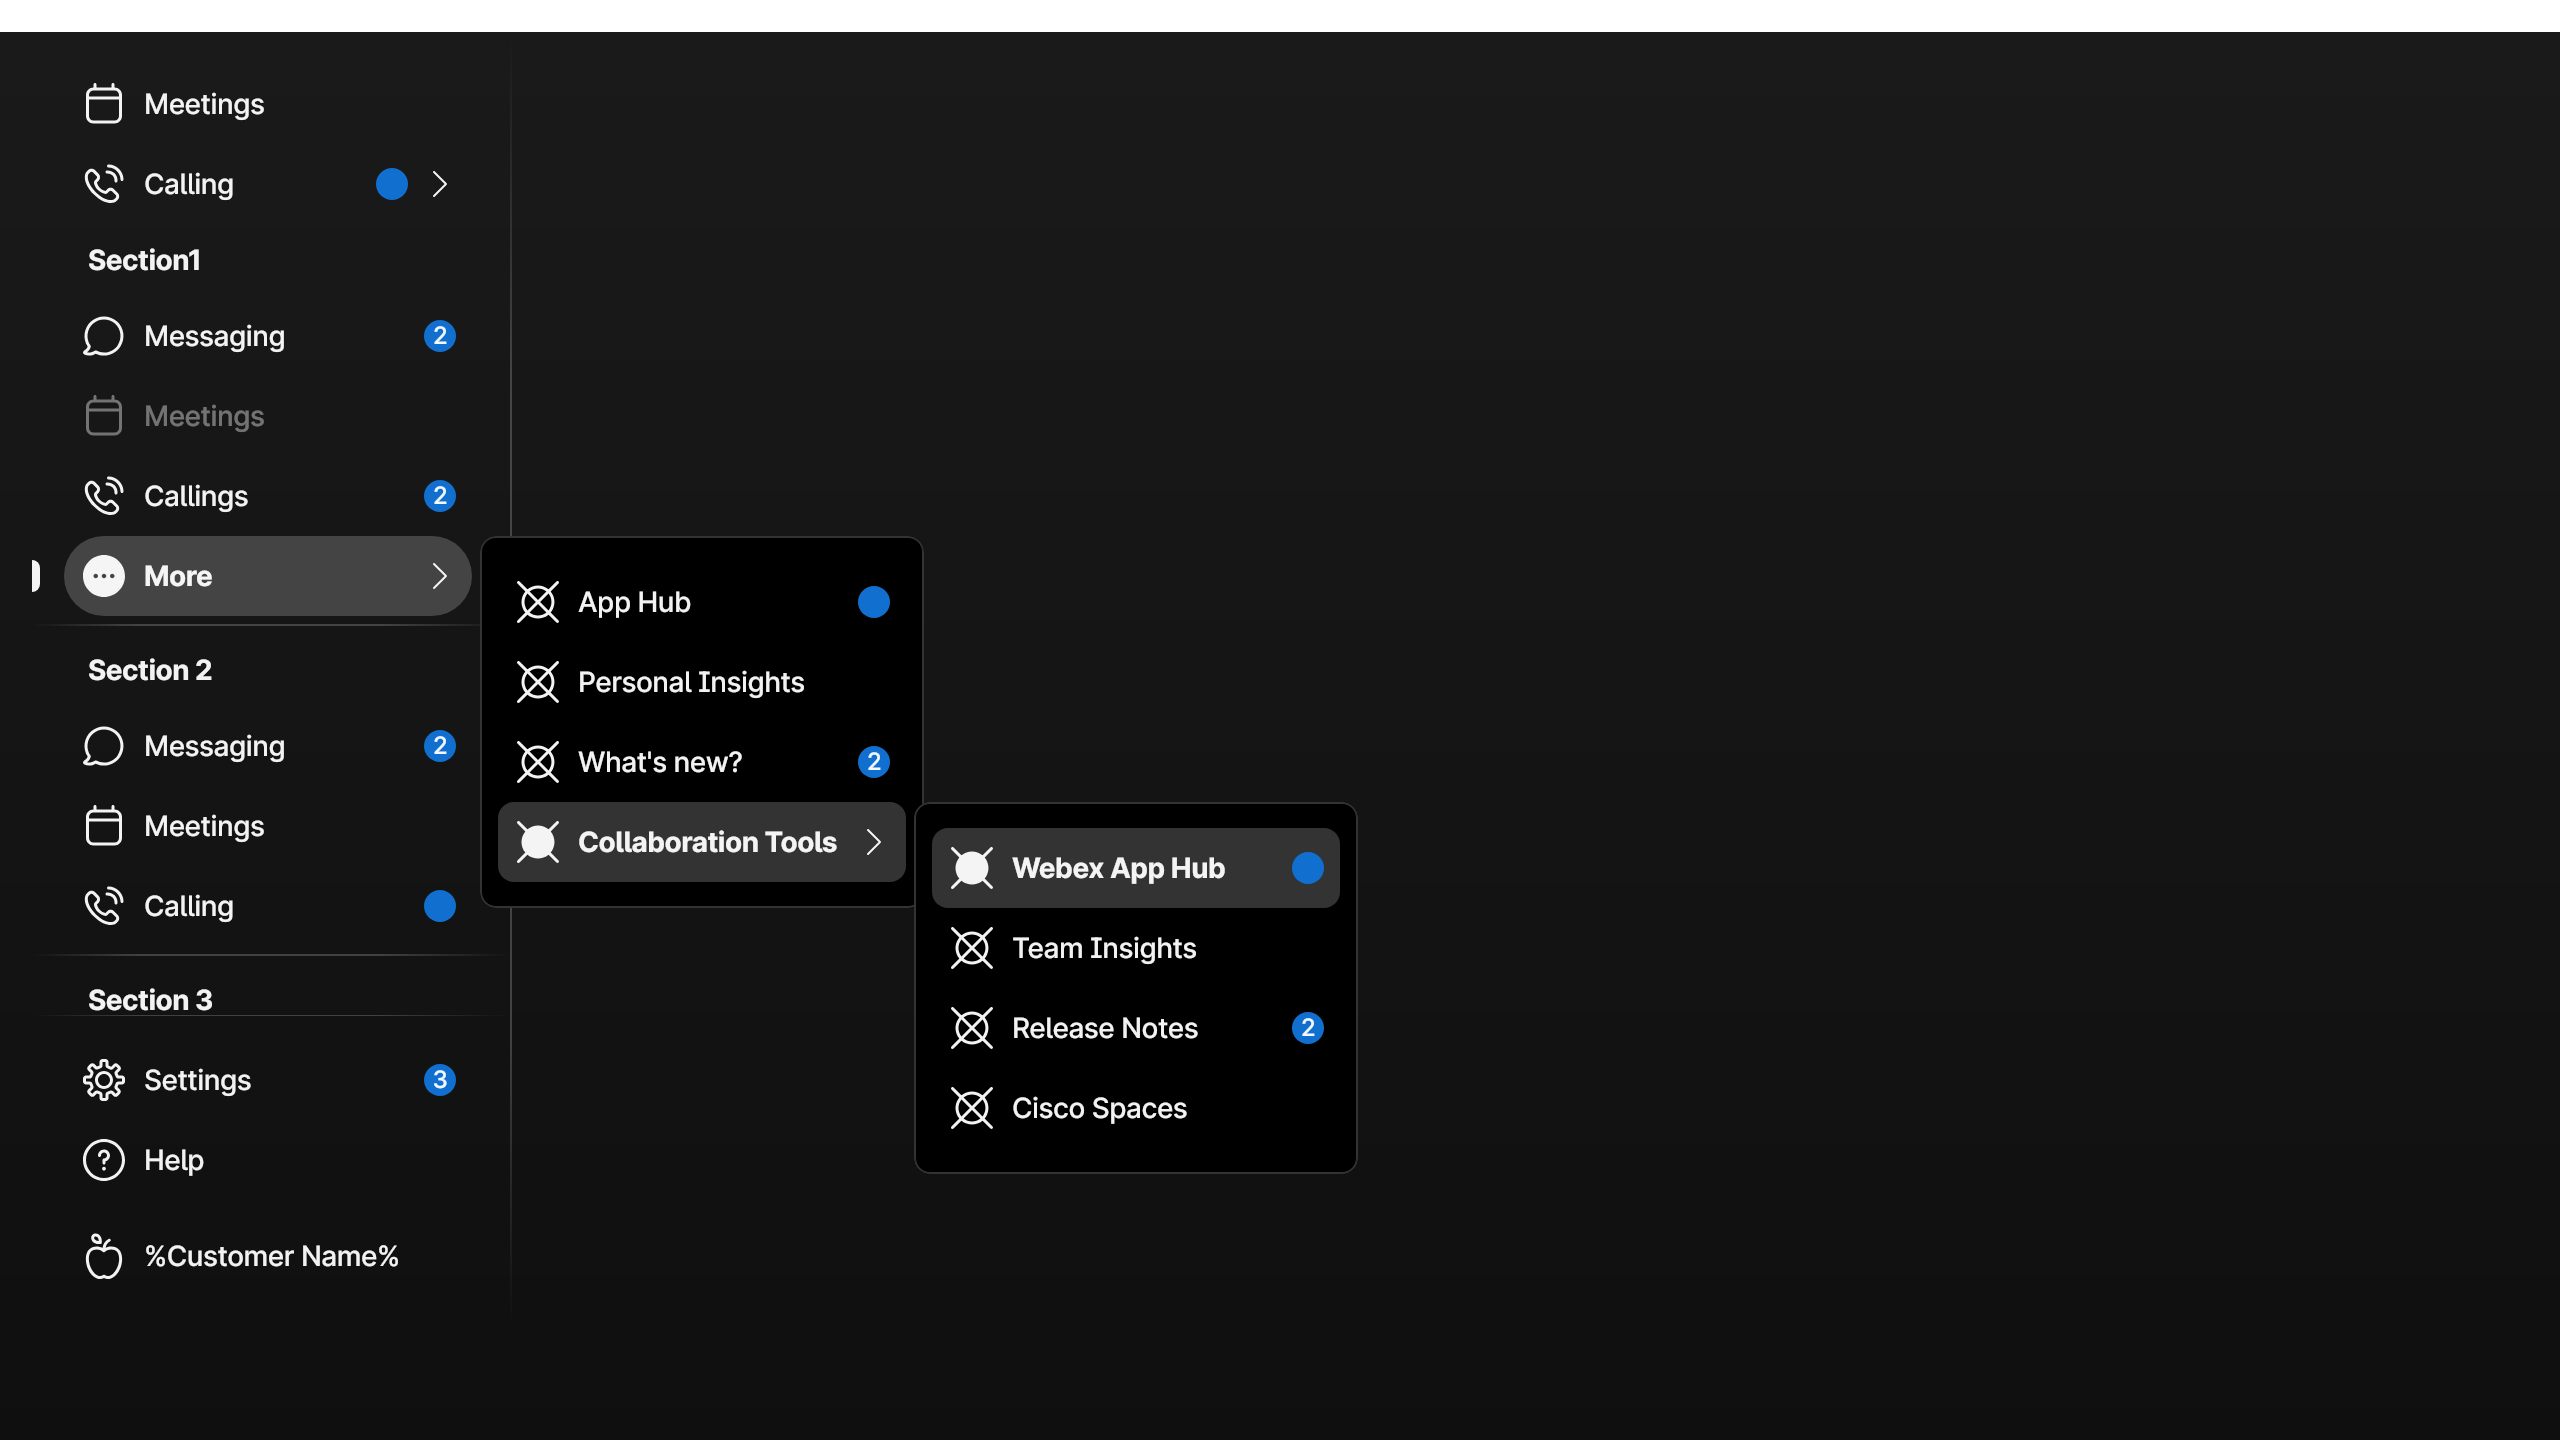 Meetings
Calling
Section1
Messaging 2
Meetings
Callings 2
More
Section 2
Messaging 2
Meetings
Calling
Section 3
Settings 3
Help
%Customer Name%
App Hub
Personal Insights
What's new? 2
Collaboration Tools
Webex App Hub
Team Insights
Release Notes 2
Cisco Spaces